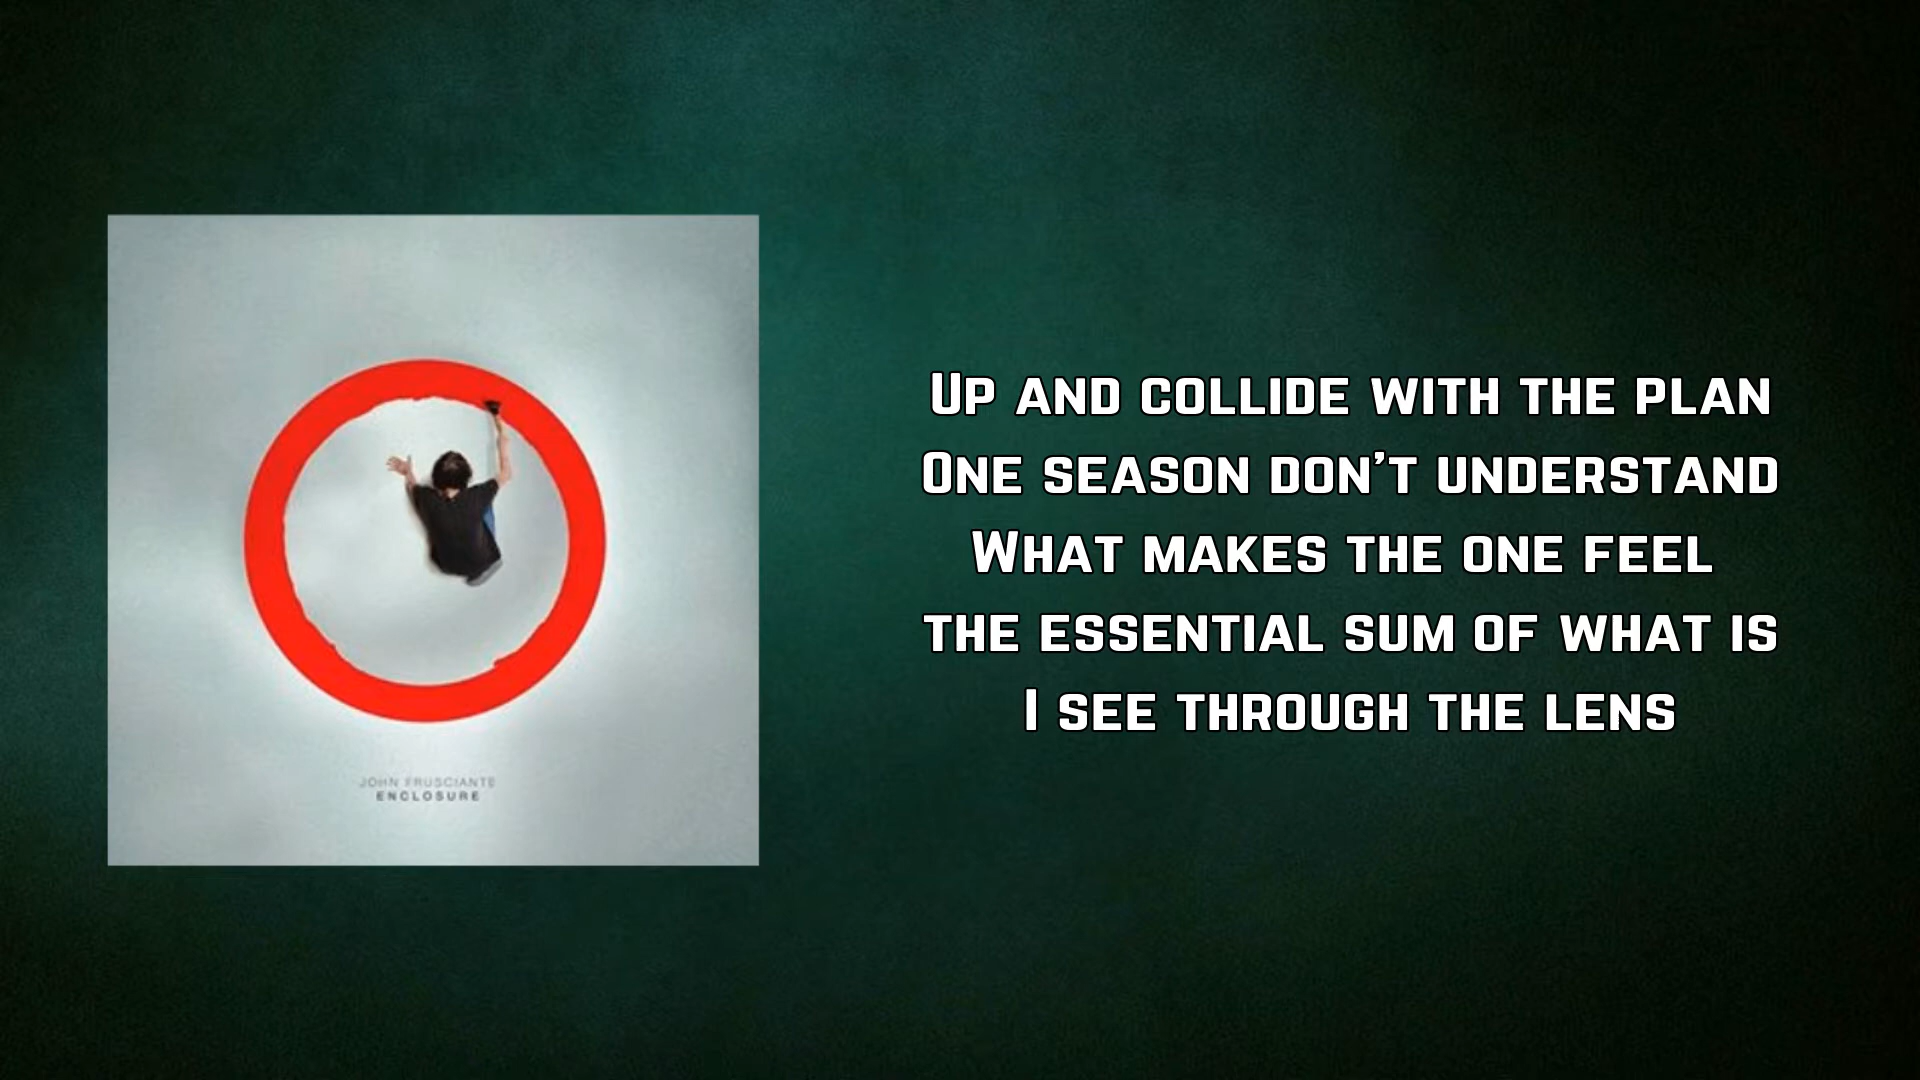 JOHN FRUSCIANTE
ENCLOSURE
Up and collide with the plan
One season don't understand
What makes the one feel
the essential sum of what is
I see through the lens